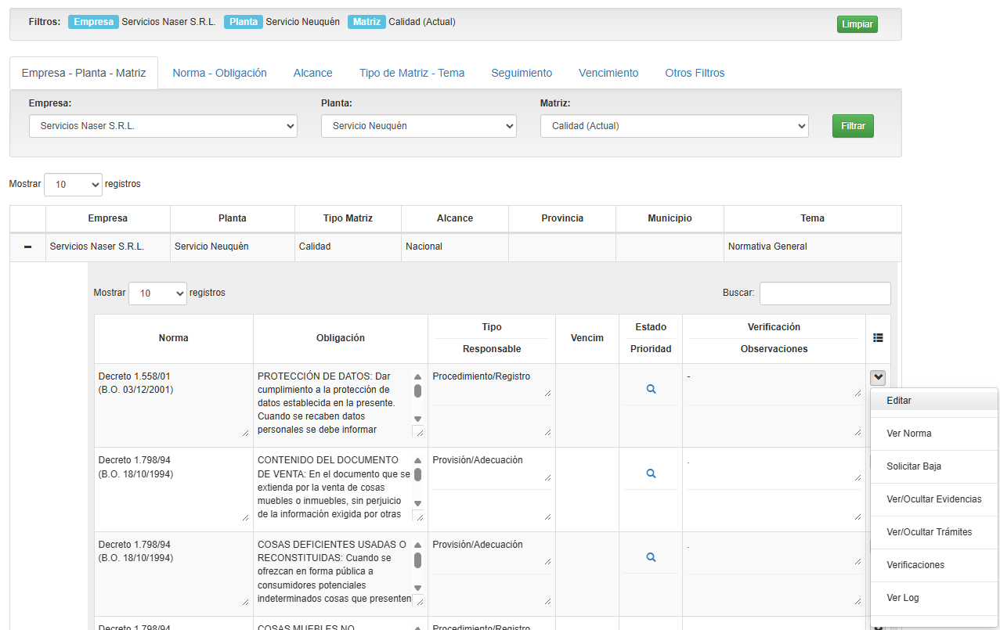 Filtros: Empresa Servicios Naser S.R.L. Planta Servicio Neuquén Matriz Calidad (Actual) Limpiar
Empresa - Planta - Matriz Norma - Obligación Alcance Tipo de Matriz - Tema Seguimiento Vencimiento Otros Filtros
Empresa: Planta: Matriz:
Servicios Naser S.R.L. Servicio Neuquén Calidad (Actual) Filtrar
Mostrar 10 registros
Empresa Planta Tipo Matriz Alcance Provincia Municipio Tema
Servicios Naser S.R.L. Servicio Neuquén Calidad Nacional Normativa General
Mostrar 10 registros Buscar:
Norma Obligación Tipo Responsable Vencim Estado Prioridad Verificación Observaciones
Decreto 1.558/01
(B.O. 03/12/2001)
PROTECCIÓN DE DATOS: Dar
cumplimiento a la protección de
datos establecida en la presente.
Cuando se recaben datos
personales se debe informar
Procedimiento/Registro
-
Editar
Ver Norma
Solicitar Baja
Ver/Ocultar Evidencias
Ver/Ocultar Trámites
Verificaciones
Ver Log
Decreto 1.798/94
(B.O. 18/10/1994)
CONTENIDO DEL DOCUMENTO
DE VENTA: En el documento que se
extienda por la venta de cosas
muebles o inmuebles, sin perjuicio
de la información exigida por otras
Provisión/Adecuación
.
Decreto 1.798/94
(B.O. 18/10/1994)
COSAS DEFICIENTES USADAS O
RECONSTITUIDAS: Cuando se
ofrezcan en forma pública a
consumidores potenciales
indeterminados cosas que presenten
Provisión/Adecuación
.
Decreto 1.798/94
COSAS MUEBLES NO
Procedimiento/Registro